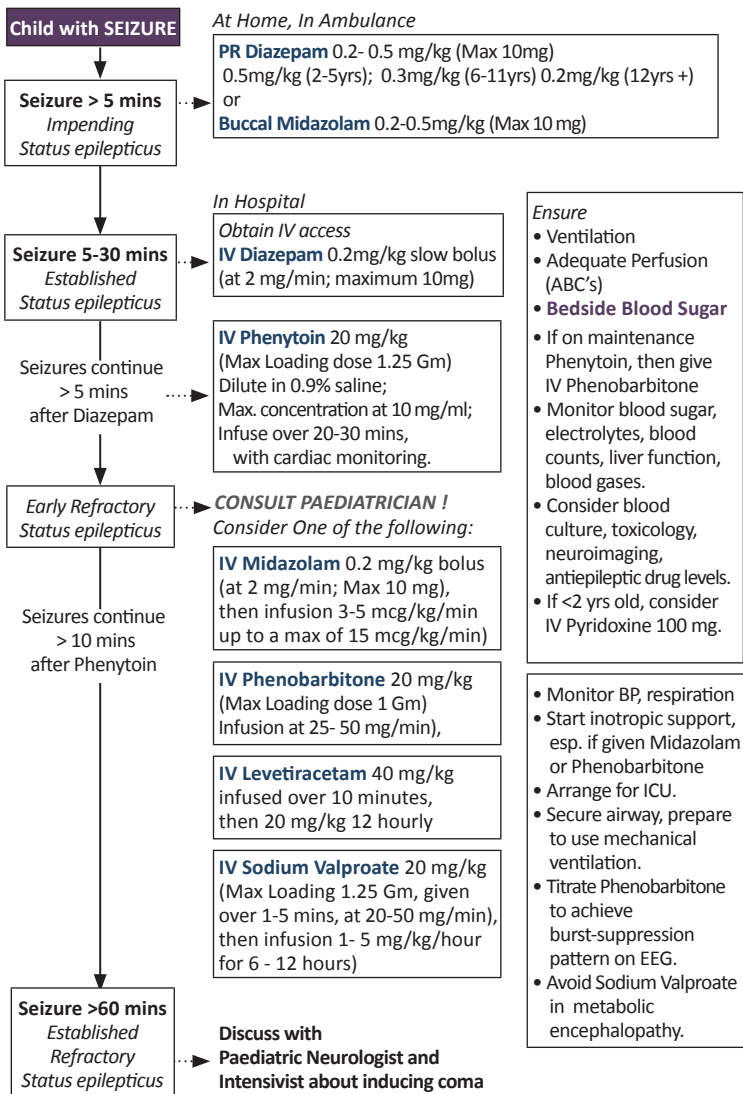 Child with SEIZURE
At Home, In Ambulance
PR Diazepam 0.2- 0.5 mg/kg (Max 10mg)
0.5mg/kg (2-5yrs); 0.3mg/kg (6-11yrs) 0.2mg/kg (12yrs +)
or
Buccal Midazolam 0.2-0.5mg/kg (Max 10 mg)
Seizure > 5 mins
Impending
Status epilepticus
In Hospital
Obtain IV access
IV Diazepam 0.2mg/kg slow bolus
(at 2 mg/min; maximum 10mg)
Seizure 5-30 mins
Established
Status epilepticus
Seizures continue
> 5 mins
after Diazepam
IV Phenytoin 20 mg/kg
(Max Loading dose 1.25 Gm)
Dilute in 0.9% saline;
Max. concentration at 10 mg/ml;
Infuse over 20-30 mins,
with cardiac monitoring.
Early Refractory
Status epilepticus
CONSULT PAEDIATRICIAN !
Consider One of the following:
IV Midazolam 0.2 mg/kg bolus
(at 2 mg/min; Max 10 mg),
then infusion 3-5 mcg/kg/min
up to a max of 15 mcg/kg/min)
Seizures continue
> 10 mins
after Phenytoin
IV Phenobarbitone 20 mg/kg
(Max Loading dose 1 Gm)
Infusion at 25- 50 mg/min),
IV Levetiracetam 40 mg/kg
infused over 10 minutes,
then 20 mg/kg 12 hourly
IV Sodium Valproate 20 mg/kg
(Max Loading 1.25 Gm, given
over 1-5 mins, at 20-50 mg/min),
then infusion 1- 5 mg/kg/hour
for 6 - 12 hours)
Seizure >60 mins
Established
Refractory
Status epilepticus
Discuss with
Paediatric Neurologist and
Intensivist about inducing coma
Ensure
• Ventilation
• Adequate Perfusion
(ABC's)
• Bedside Blood Sugar
• If on maintenance
Phenytoin, then give
IV Phenobarbitone
• Monitor blood sugar,
electrolytes, blood
counts, liver function,
blood gases.
• Consider blood
culture, toxicology,
neuroimaging,
antiepileptic drug levels.
• If <2 yrs old, consider
IV Pyridoxine 100 mg.
• Monitor BP, respiration
• Start inotropic support,
esp. if given Midazolam
or Phenobarbitone
• Arrange for ICU.
• Secure airway, prepare
to use mechanical
ventilation.
• Titrate Phenobarbitone
to achieve
burst-suppression
pattern on EEG.
• Avoid Sodium Valproate
in metabolic
encephalopathy.